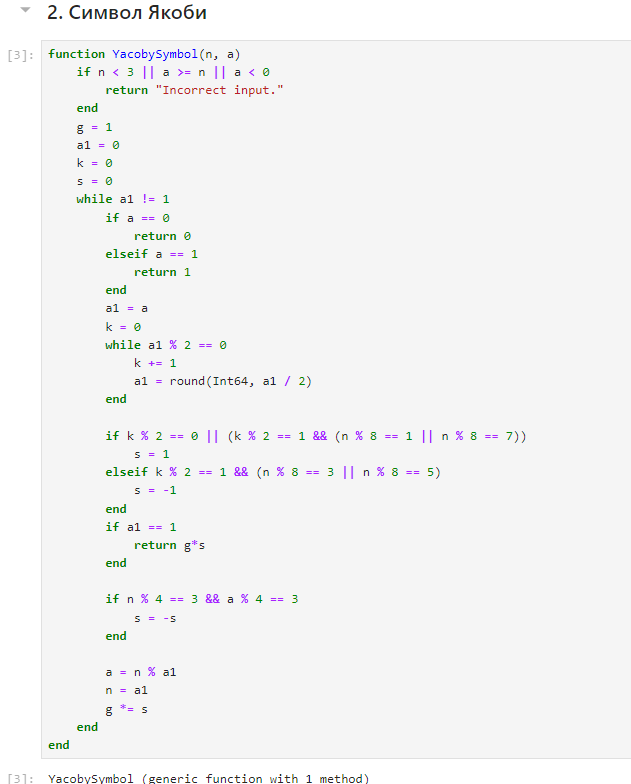 2. Символ Якоби
[3]: function YacobySymbol(n, a)
    if n < 3 || a >= n || a < 0
        return "Incorrect input."
    end
    g = 1
    a1 = 0
    k = 0
    s = 0
    while a1 != 1
        if a == 0
            return 0
        elseif a == 1
            return 1
        end
        a1 = a
        k = 0
        while a1 % 2 == 0
            k += 1
            a1 = round(Int64, a1 / 2)
        end

        if k % 2 == 0 || (k % 2 == 1 && (n % 8 == 1 || n % 8 == 7))
            s = 1
        elseif k % 2 == 1 && (n % 8 == 3 || n % 8 == 5)
            s = -1
        end
        if a1 == 1
            return g*s
        end

        if n % 4 == 3 && a % 4 == 3
            s = -s
        end

        a = n % a1
        n = a1
        g *= s
    end
end
[3]: YacobySymbol (generic function with 1 method)